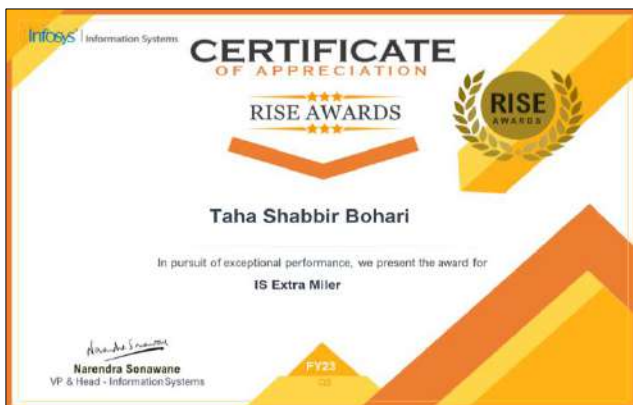 Infosys | Information Systems
CERTIFICATE
OF APPRECIATION
RISE AWARDS
RISE
AWARDS
Taha Shabbir Bohari
In pursuit of exceptional performance, we present the award for
IS Extra Miler
Narendra Sonawane
VP & Head - Information Systems
FY23